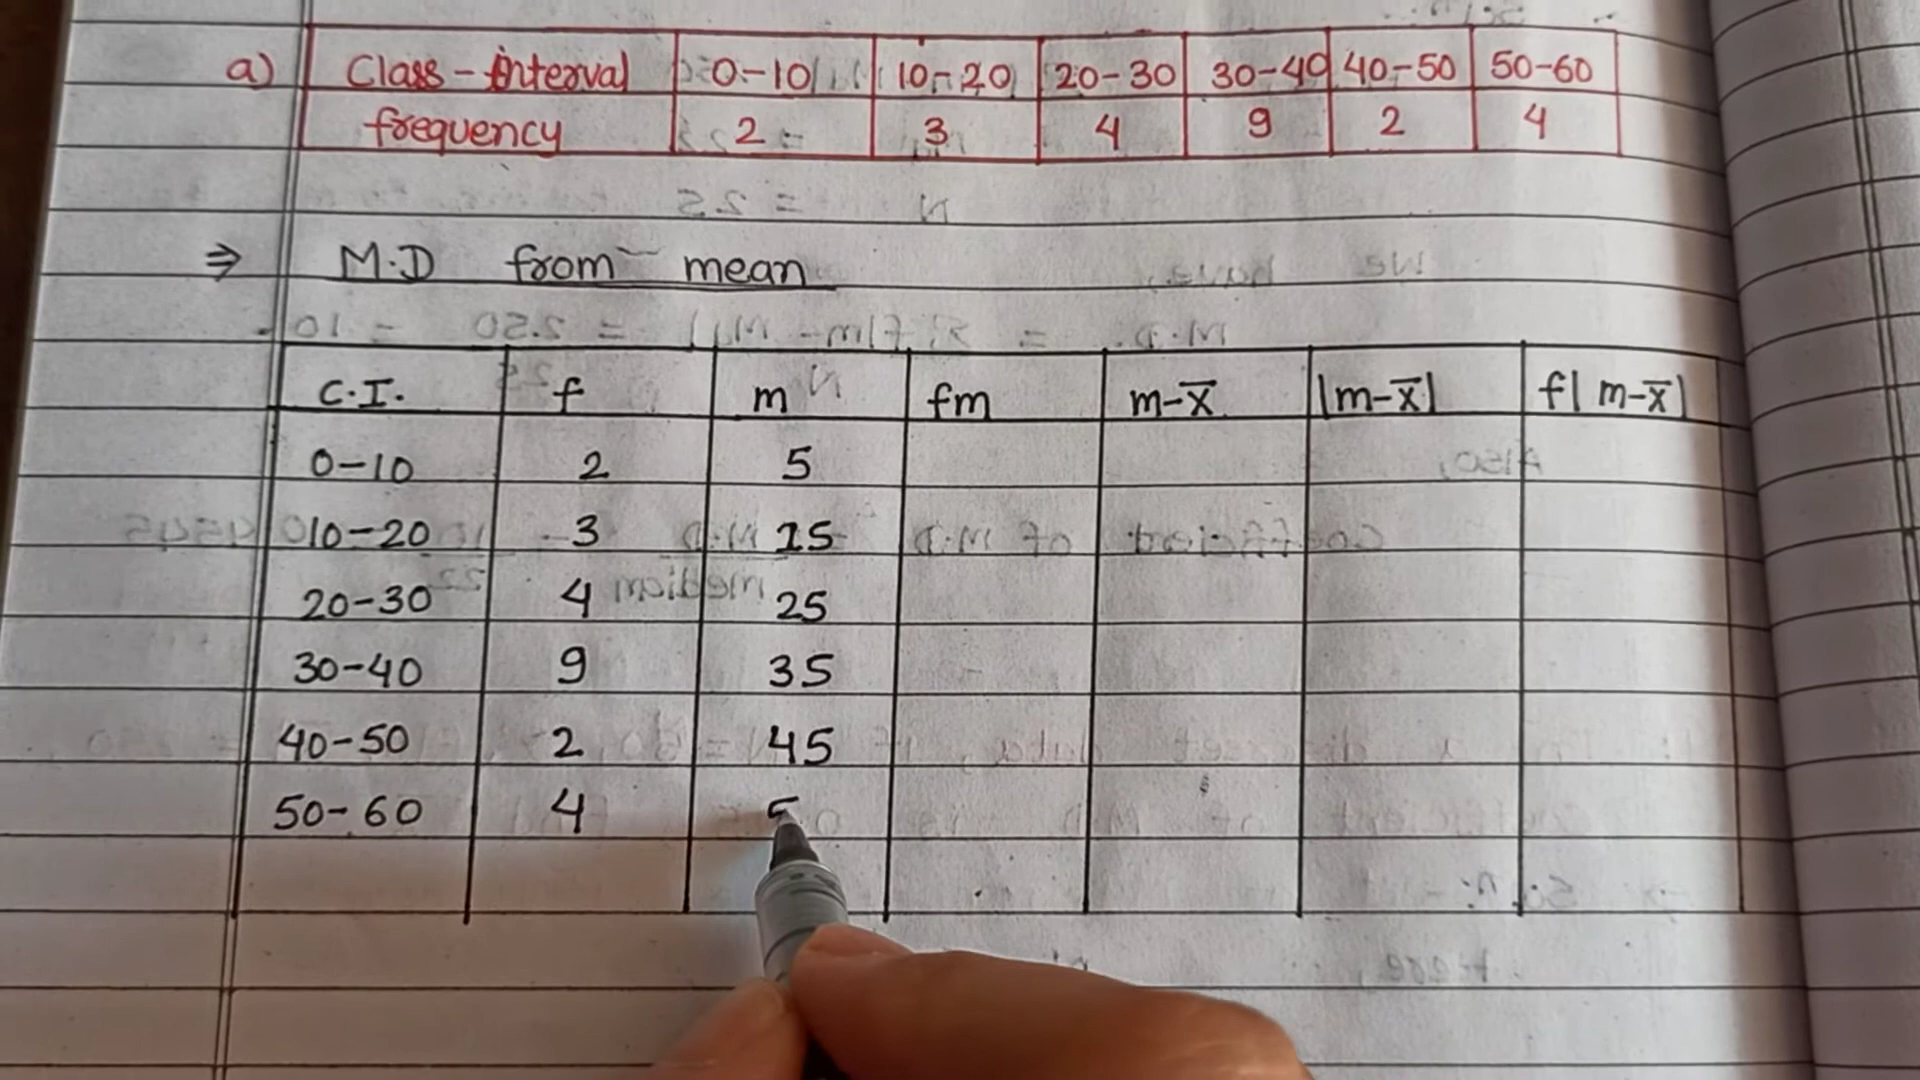 a) Class-interval 0-10 10-20 20-30 30-40 40-50 50-60
frequency 2 3 4 9 2 4
⇒ M.D from mean
C.I. f m fm m-x̅ |m-x̅| f|m-x̅|
0-10 2 5
10-20 3 15
20-30 4 25
30-40 9 35
40-50 2 45
50-60 4 5